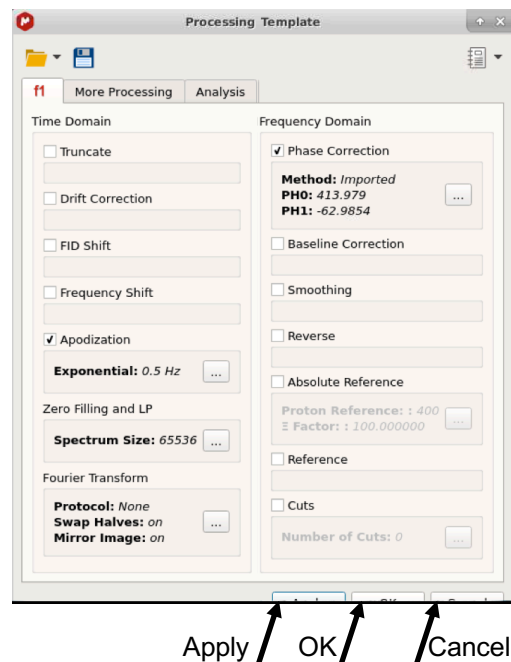 Processing Template
f1 More Processing Analysis
Time Domain
Truncate
Drift Correction
FID Shift
Frequency Shift
Apodization
Exponential: 0.5 Hz ...
Zero Filling and LP
Spectrum Size: 65536 ...
Fourier Transform
Protocol: None
Swap Halves: on
Mirror Image: on
...
Frequency Domain
Phase Correction
Method: Imported
PH0: 413.979
PH1: -62.9854
...
Baseline Correction
Smoothing
Reverse
Absolute Reference
Proton Reference: : 400
Ξ Factor: : 100.000000
...
Reference
Cuts
Number of Cuts: 0 ...
Apply OK Cancel